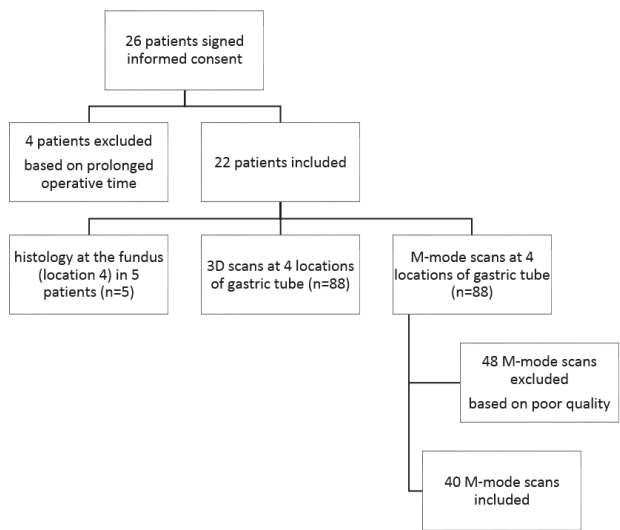 26 patients signed
informed consent
4 patients excluded
based on prolonged
operative time
22 patients included
histology at the fundus
(location 4) in 5
patients (n=5)
3D scans at 4 locations
of gastric tube (n=88)
M-mode scans at 4
locations of gastric tube
(n=88)
48 M-mode scans
excluded
based on poor quality
40 M-mode scans
included